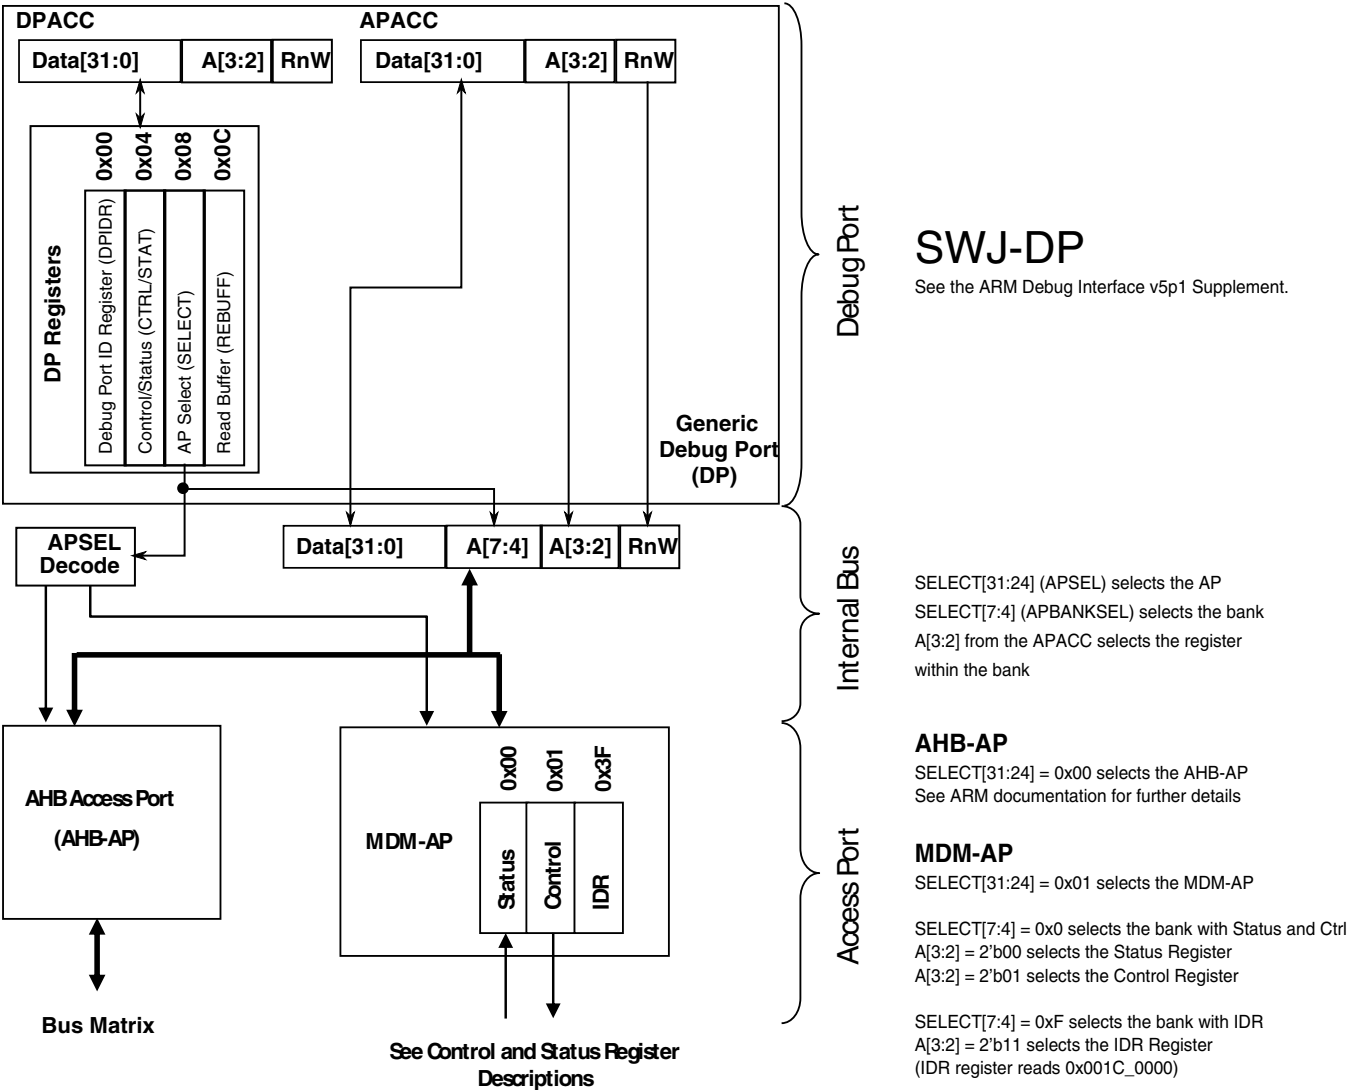 DPACC
APACC
Data[31:0]
A[3:2]
RnW
Data[31:0]
A[3:2]
RnW
0x00
0x04
0x08
0x0C
DP Registers
Debug Port ID Register (DPIDR)
Control/Status (CTRL/STAT)
AP Select (SELECT)
Read Buffer (REBUFF)
Generic
Debug Port
(DP)
Debug Port
SWJ-DP
See the ARM Debug Interface v5p1 Supplement.
APSEL
Decode
Data[31:0]
A[7:4]
A[3:2]
RnW
Internal Bus
SELECT[31:24] (APSEL) selects the AP
SELECT[7:4] (APBANKSEL) selects the bank
A[3:2] from the APACC selects the register
within the bank
AHB Access Port
(AHB-AP)
Bus Matrix
MDM-AP
0x00
0x01
0x3F
Status
Control
IDR
See Control and Status Register
Descriptions
Access Port
AHB-AP
SELECT[31:24] = 0x00 selects the AHB-AP
See ARM documentation for further details
MDM-AP
SELECT[31:24] = 0x01 selects the MDM-AP
SELECT[7:4] = 0x0 selects the bank with Status and Ctrl
A[3:2] = 2'b00 selects the Status Register
A[3:2] = 2'b01 selects the Control Register
SELECT[7:4] = 0xF selects the bank with IDR
A[3:2] = 2'b11 selects the IDR Register
(IDR register reads 0x001C_0000)